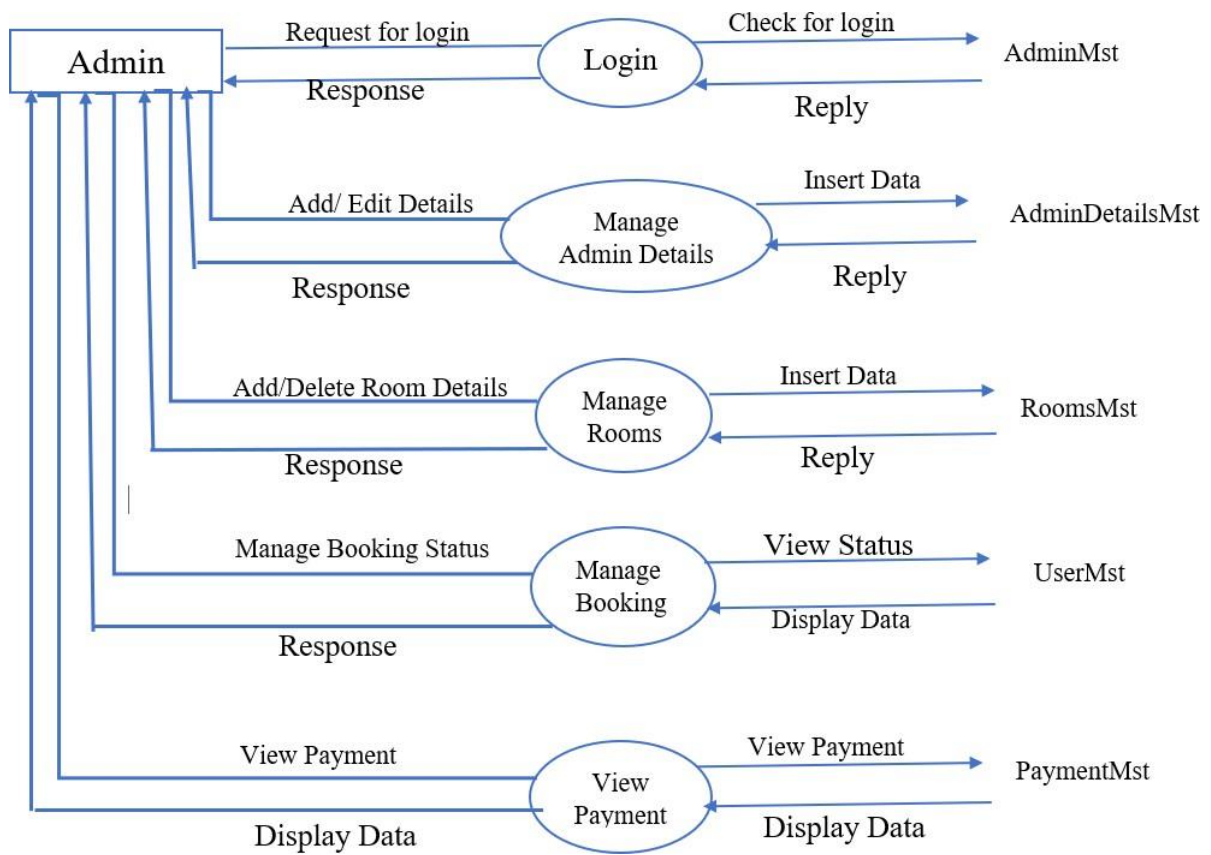 Admin
Request for login
Response
Login
Check for login
Reply
AdminMst
Add/ Edit Details
Response
Manage
Admin Details
Insert Data
Reply
AdminDetailsMst
Add/Delete Room Details
Response
Manage
Rooms
Insert Data
Reply
RoomsMst
Manage Booking Status
Response
Manage
Booking
View Status
Display Data
UserMst
View Payment
Display Data
View
Payment
View Payment
Display Data
PaymentMst